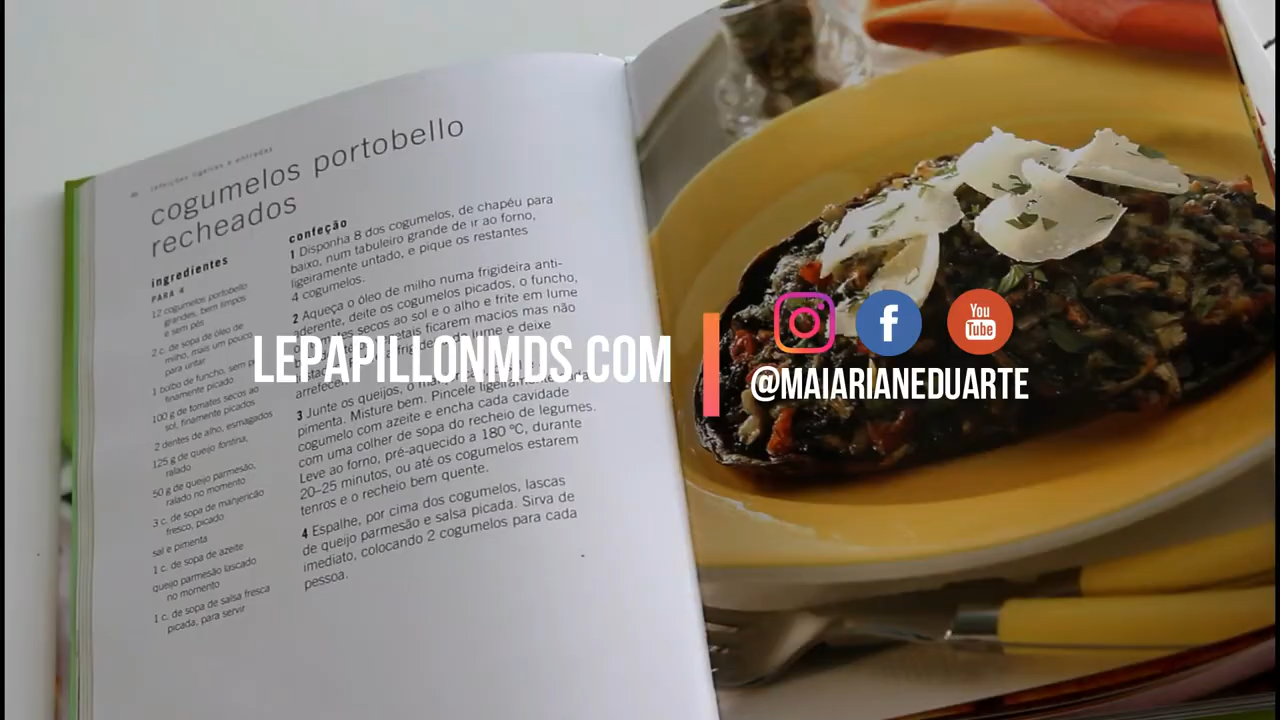 refeições ligeiras e entradas
cogumelos portobello
recheados
ingredientes
PARA 4
12 cogumelos portobello
grandes, bem limpos
e sem pés
2 c. de sopa de óleo de
milho, mais um pouco
para untar
1 bolbo de funcho, sem
finamente picado
100 g de tomates secos ao
sol, finamente picados
2 dentes de alho, esmagados
125 g de queijo fontina,
ralado
50 g de queijo parmesão,
ralado no momento
3 c. de sopa de manjericão
fresco, picado
sal e pimenta
1 c. de sopa de azeite
queijo parmesão lascado
no momento
1 c. de sopa de salsa fresca
picada, para servir
confeção
1 Disponha 8 dos cogumelos, de chapéu para
baixo, num tabuleiro grande de ir ao forno,
ligeiramente untado, e pique os restantes
4 cogumelos.
2 Aqueça o óleo de milho numa frigideira anti-
aderente, deite os cogumelos picados, o funcho,
secos ao sol e o alho e frite em lume
ficarem macios mas não
lume e deixe
3 Junte os queijos, o
pimenta. Misture bem. Pincele ligeiramente cada
cogumelo com azeite e encha cada cavidade
com uma colher de sopa do recheio de legumes.
Leve ao forno, pré-aquecido a 180 ºC, durante
20–25 minutos, ou até os cogumelos estarem
tenros e o recheio bem quente.
4 Espalhe, por cima dos cogumelos, lascas
de queijo parmesão e salsa picada. Sirva de
imediato, colocando 2 cogumelos para cada
pessoa.
LEPAPILLONMDS.COM
You
Tube
@MAIARIANEDUARTE